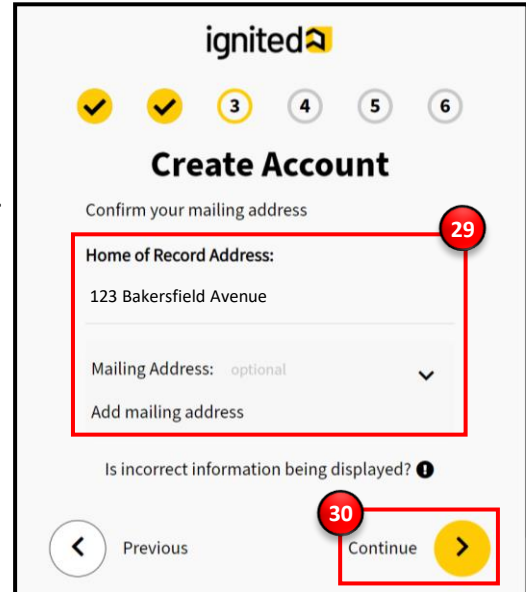 ignited
3 4 5 6
Create Account
Confirm your mailing address
29
Home of Record Address:
123 Bakersfield Avenue
Mailing Address: optional
Add mailing address
Is incorrect information being displayed?
30
Previous Continue